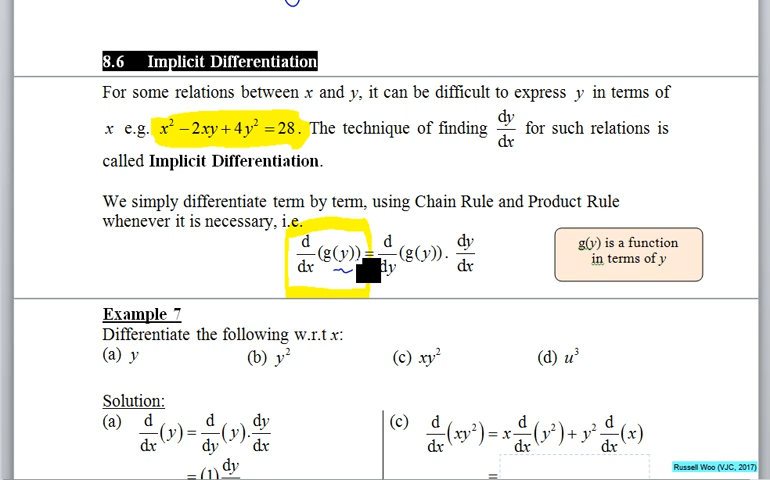 8.6 Implicit Differentiation
For some relations between x and y, it can be difficult to express y in terms of
x e.g. x² − 2xy + 4y² = 28. The technique of finding dy/dx for such relations is
called Implicit Differentiation.
We simply differentiate term by term, using Chain Rule and Product Rule
whenever it is necessary, i.e.
d/dx (g(y)) = d/dy (g(y)). dy/dx
g(y) is a function
in terms of y
Example 7
Differentiate the following w.r.t x:
(a) y (b) y² (c) xy² (d) u³
Solution:
(a) d/dx (y) = d/dy (y). dy/dx
= (1) dy
(c) d/dx (xy²) = x d/dx (y²) + y² d/dx (x)
=
Russell Woo (VJC, 2017)